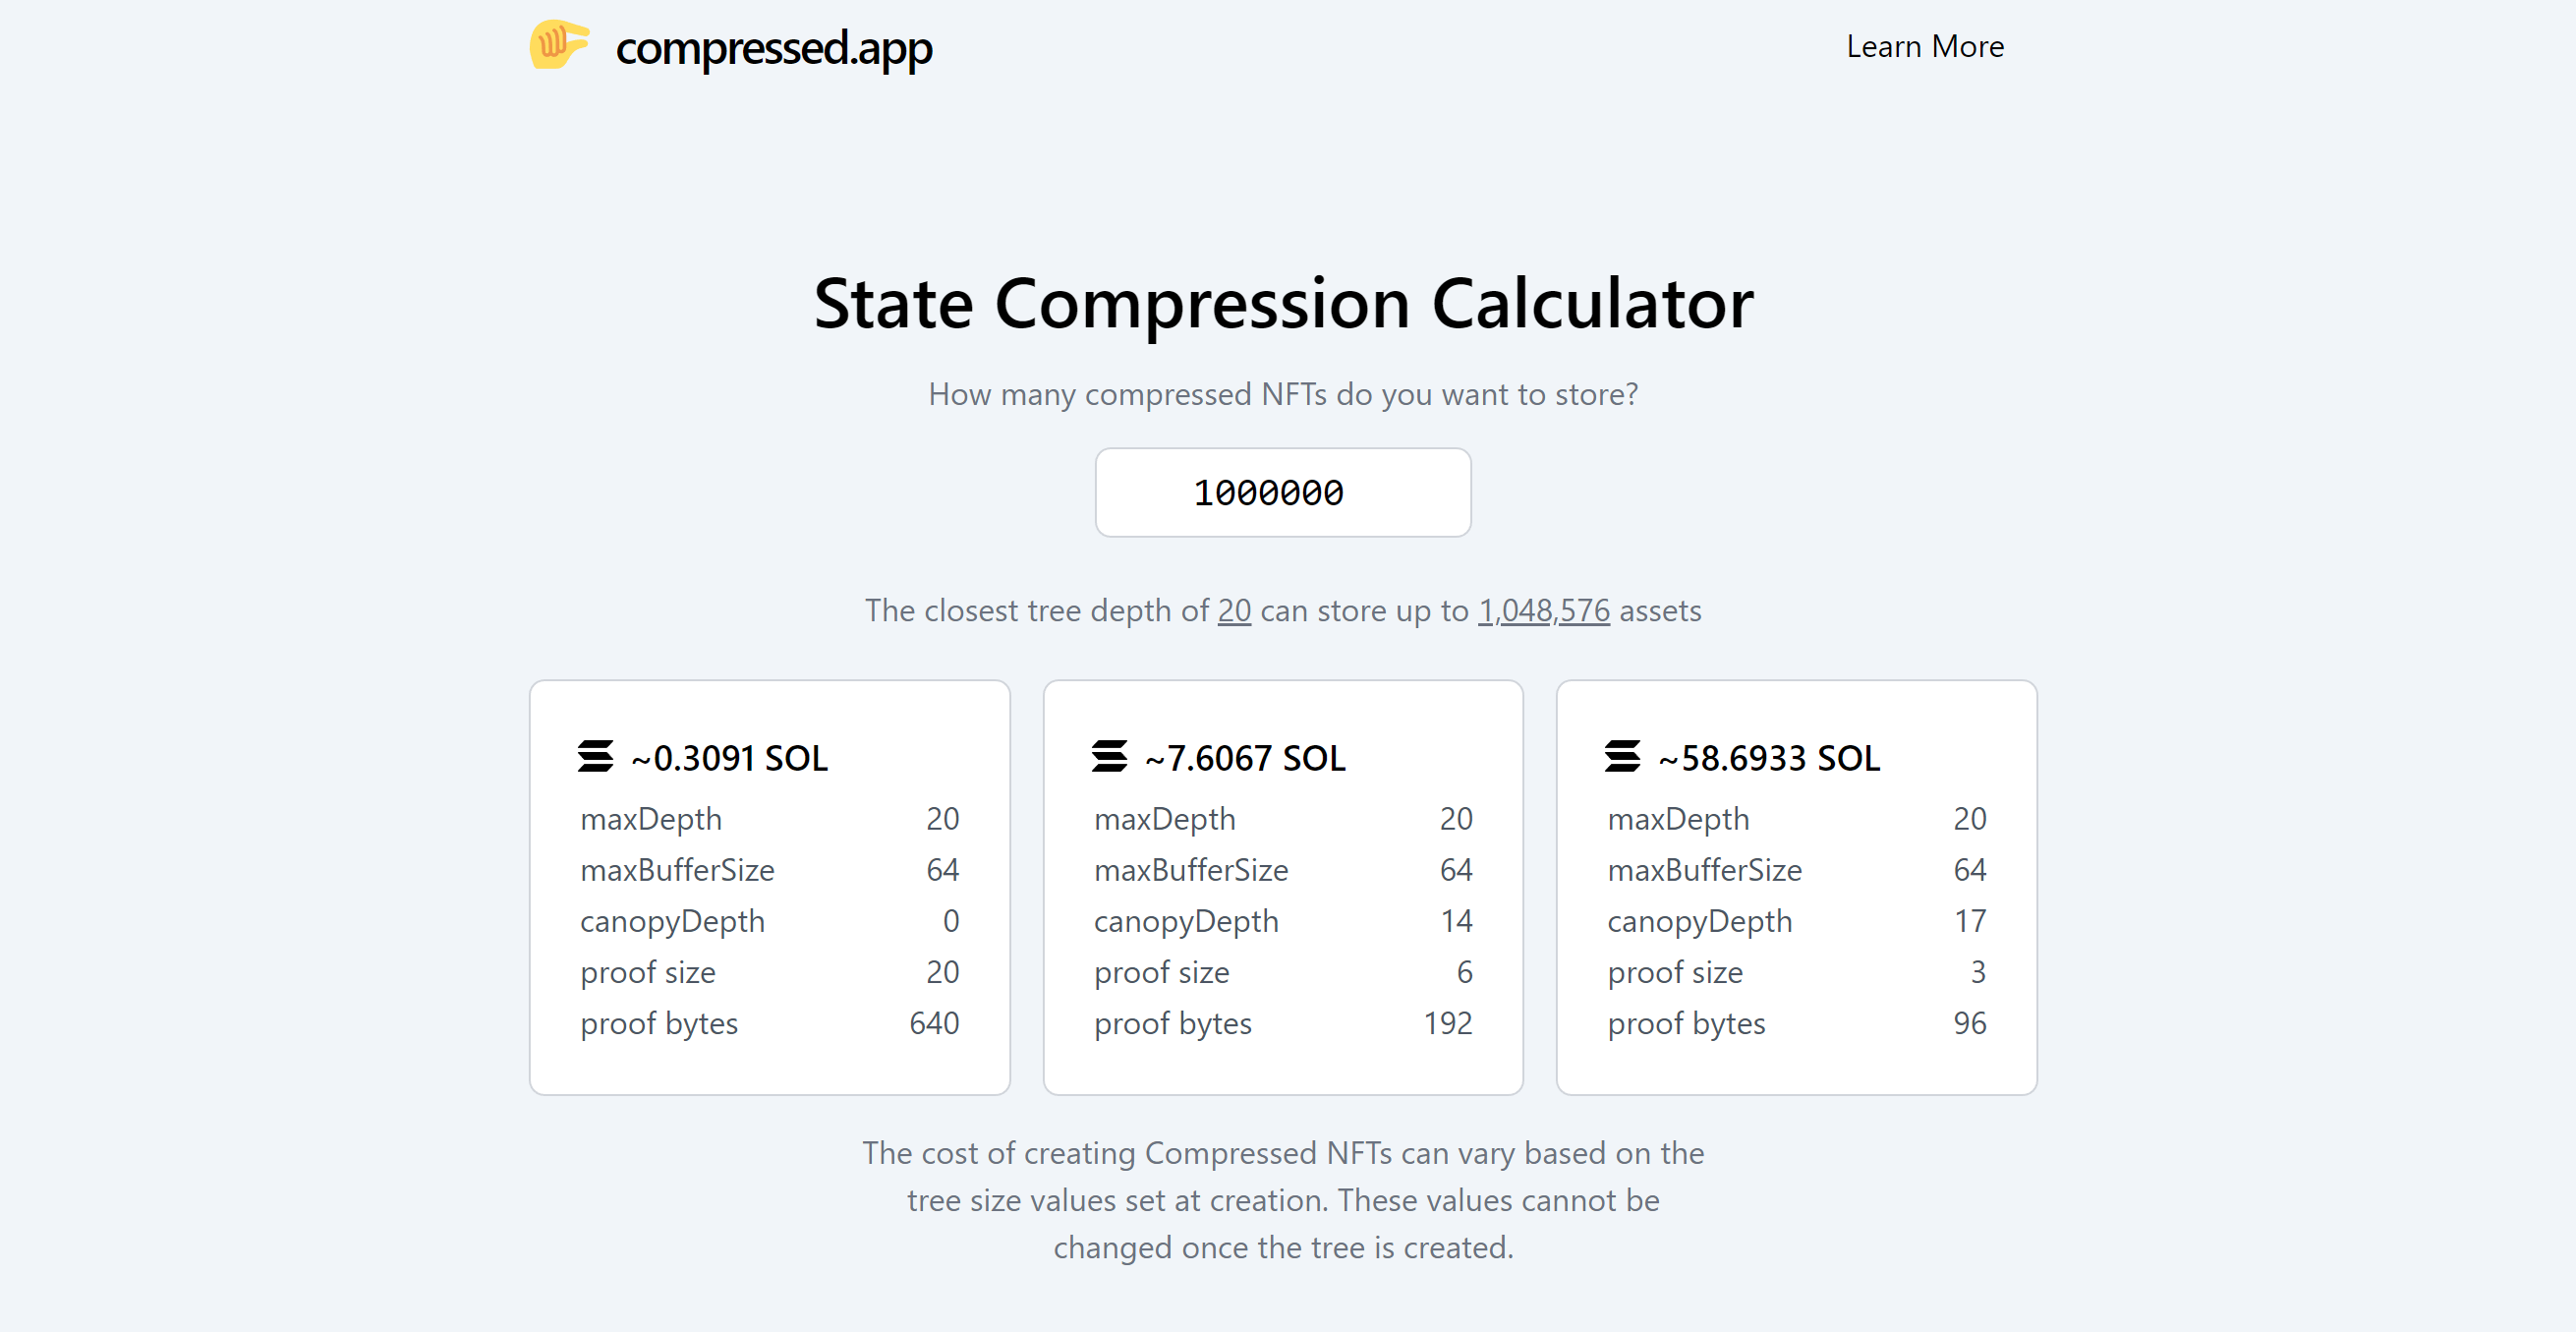 compressed.app
Learn More
State Compression Calculator
How many compressed NFTs do you want to store?
1000000
The closest tree depth of 20 can store up to 1,048,576 assets
~0.3091 SOL
maxDepth 20
maxBufferSize 64
canopyDepth 0
proof size 20
proof bytes 640
~7.6067 SOL
maxDepth 20
maxBufferSize 64
canopyDepth 14
proof size 6
proof bytes 192
~58.6933 SOL
maxDepth 20
maxBufferSize 64
canopyDepth 17
proof size 3
proof bytes 96
The cost of creating Compressed NFTs can vary based on the
tree size values set at creation. These values cannot be
changed once the tree is created.